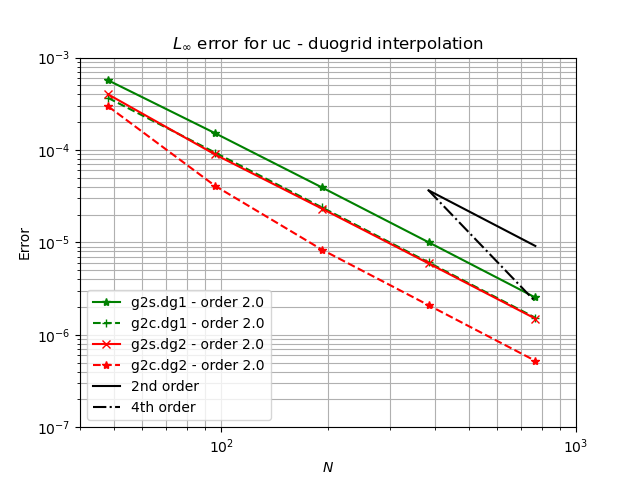 L∞ error for uc - duogrid interpolation
10⁻³
10⁻⁴
10⁻⁵
10⁻⁶
10⁻⁷
Error
g2s.dg1 - order 2.0
g2c.dg1 - order 2.0
g2s.dg2 - order 2.0
g2c.dg2 - order 2.0
2nd order
4th order
10²
10³
N